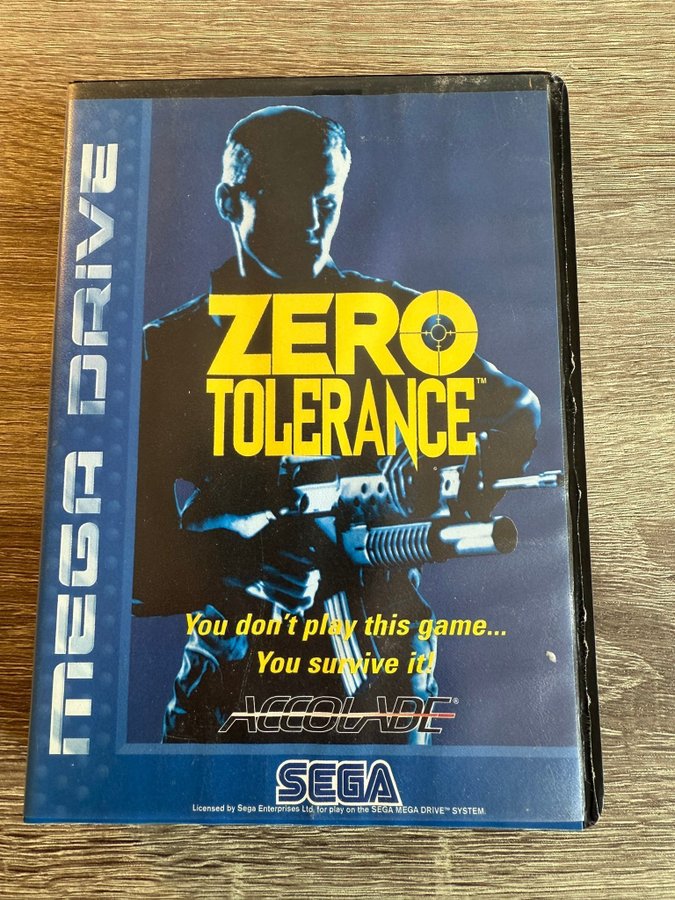 MEGA DRIVE
ZERO
TOLERANCE™
You don't play this game...
You survive it!
ACCOLADE®
SEGA
Licensed by Sega Enterprises Ltd. for play on the SEGA MEGA DRIVE™ SYSTEM.